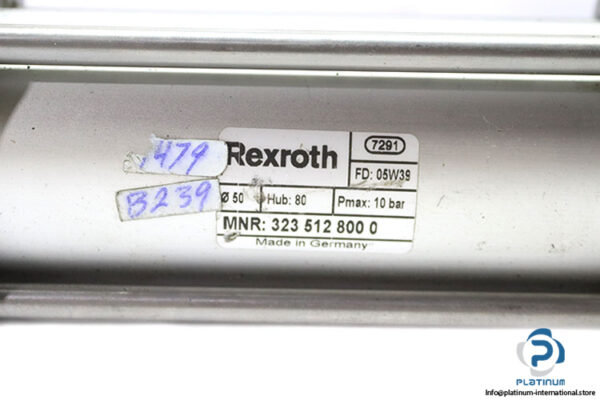 479
B239
Rexroth
7291
FD: 05W39
Ø 50 Hub: 80 Pmax: 10 bar
MNR: 323 512 800 0
Made in Germany
PLATINUM
Info@platinum-international.store